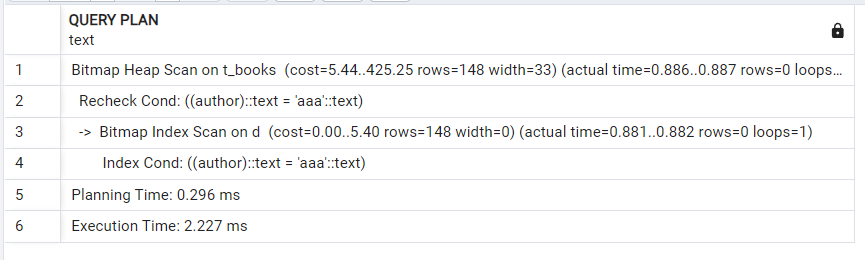 QUERY PLAN
text
1 Bitmap Heap Scan on t_books (cost=5.44..425.25 rows=148 width=33) (actual time=0.886..0.887 rows=0 loops...
2 Recheck Cond: ((author)::text = 'aaa'::text)
3 -> Bitmap Index Scan on d (cost=0.00..5.40 rows=148 width=0) (actual time=0.881..0.882 rows=0 loops=1)
4 Index Cond: ((author)::text = 'aaa'::text)
5 Planning Time: 0.296 ms
6 Execution Time: 2.227 ms